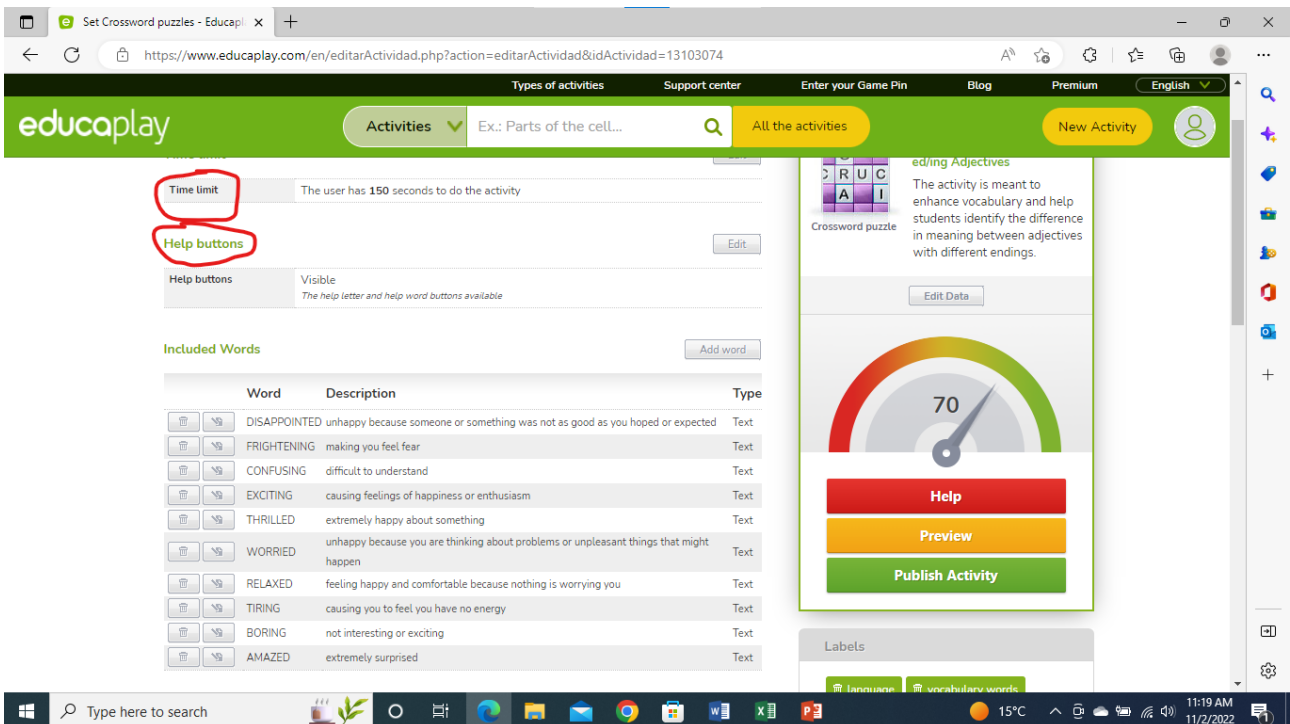 Set Crossword puzzles - Educapl
https://www.educaplay.com/en/editarActividad.php?action=editarActividad&idActividad=13103074
Types of activities Support center Enter your Game Pin Blog Premium English
educaplay Activities Ex.: Parts of the cell... All the activities New Activity
Time limit The user has 150 seconds to do the activity
Help buttons Edit
Help buttons Visible
The help letter and help word buttons available
Included Words Add word
Word Description Type
DISAPPOINTED unhappy because someone or something was not as good as you hoped or expected Text
FRIGHTENING making you feel fear Text
CONFUSING difficult to understand Text
EXCITING causing feelings of happiness or enthusiasm Text
THRILLED extremely happy about something Text
WORRIED unhappy because you are thinking about problems or unpleasant things that might
happen Text
RELAXED feeling happy and comfortable because nothing is worrying you Text
TIRING causing you to feel you have no energy Text
BORING not interesting or exciting Text
AMAZED extremely surprised Text
C R U C
A I
Crossword puzzle
ed/ing Adjectives
The activity is meant to
enhance vocabulary and help
students identify the difference
in meaning between adjectives
with different endings.
Edit Data
70
Help
Preview
Publish Activity
Labels
language vocabulary words
Type here to search
15°C
11:19 AM
11/2/2022